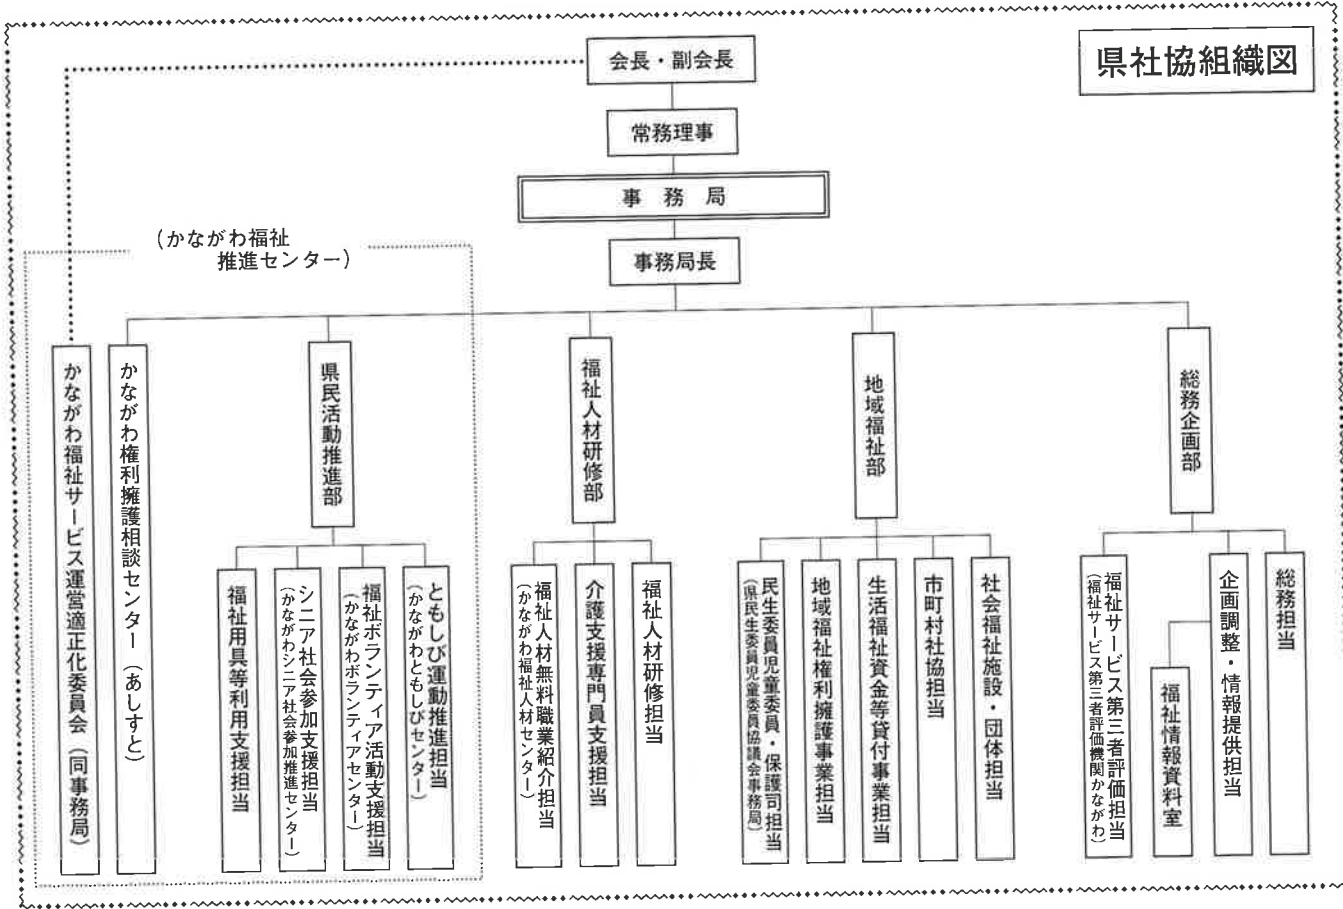 県社協組織図
会長・副会長
常務理事
事務局
事務局長
(かながわ福祉
推進センター)
総務企画部
総務担当
企画調整・情報提供担当
福祉情報資料室
福祉サービス第三者評価担当
(福祉サービス第三者評価機関かながわ)
地域福祉部
社会福祉施設・団体担当
市町村社協担当
生活福祉資金等貸付事業担当
地域福祉権利擁護事業担当
民生委員児童委員・保護司担当
(県民生委員児童委員協議会事務局)
福祉人材研修部
福祉人材研修担当
介護支援専門員支援担当
福祉人材無料職業紹介担当
(かながわ福祉人材センター)
県民活動推進部
ともしび運動推進担当
(かながわともしびセンター)
福祉ボランティア活動支援担当
(かながわボランティアセンター)
シニア社会参加支援担当
(かながわシニア社会参加推進センター)
福祉用具等利用支援担当
かながわ権利擁護相談センター(あしすと)
かながわ福祉サービス運営適正化委員会(同事務局)